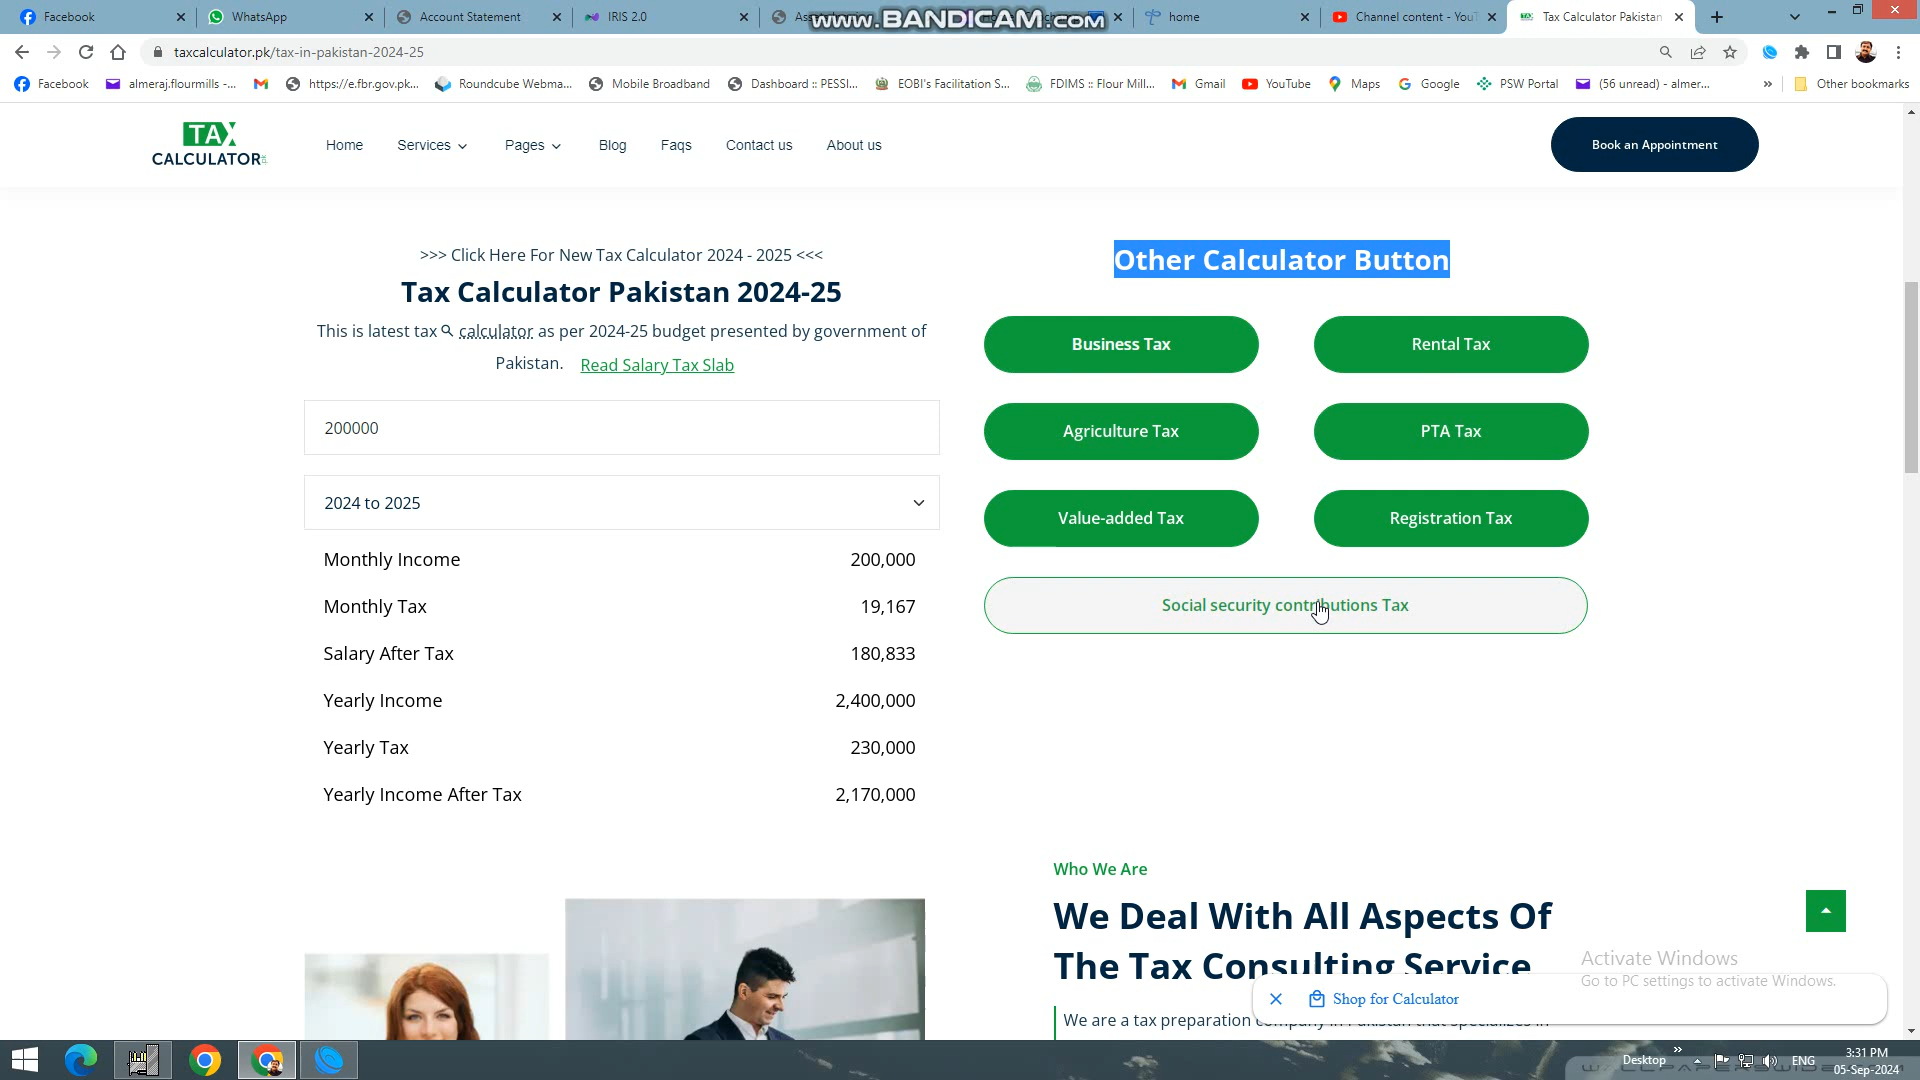 Facebook
WhatsApp
Account Statement
IRIS 2.0
www.BANDICAM.com
home
Channel content - YouT
Tax Calculator Pakistan
taxcalculator.pk/tax-in-pakistan-2024-25
Facebook
almeraj.flourmills -...
https://e.fbr.gov.pk...
Roundcube Webma...
Mobile Broadband
Dashboard :: PESSI...
EOBI's Facilitation S...
FDIMS :: Flour Mill...
Gmail
YouTube
Maps
Google
PSW Portal
(56 unread) - almer...
»
Other bookmarks
TAX
CALCULATOR
Home
Services
Pages
Blog
Faqs
Contact us
About us
Book an Appointment
>>> Click Here For New Tax Calculator 2024 - 2025 <<<
Tax Calculator Pakistan 2024-25
This is latest tax calculator as per 2024-25 budget presented by government of
Pakistan. Read Salary Tax Slab
200000
2024 to 2025
Monthly Income 200,000
Monthly Tax 19,167
Salary After Tax 180,833
Yearly Income 2,400,000
Yearly Tax 230,000
Yearly Income After Tax 2,170,000
Other Calculator Button
Business Tax
Rental Tax
Agriculture Tax
PTA Tax
Value-added Tax
Registration Tax
Social security contributions Tax
Who We Are
We Deal With All Aspects Of
The Tax Consulting Service
We are a tax preparation company in Pakistan that specializes in
Activate Windows
Go to PC settings to activate Windows.
Shop for Calculator
Desktop
»
ENG
3:31 PM
05-Sep-2024